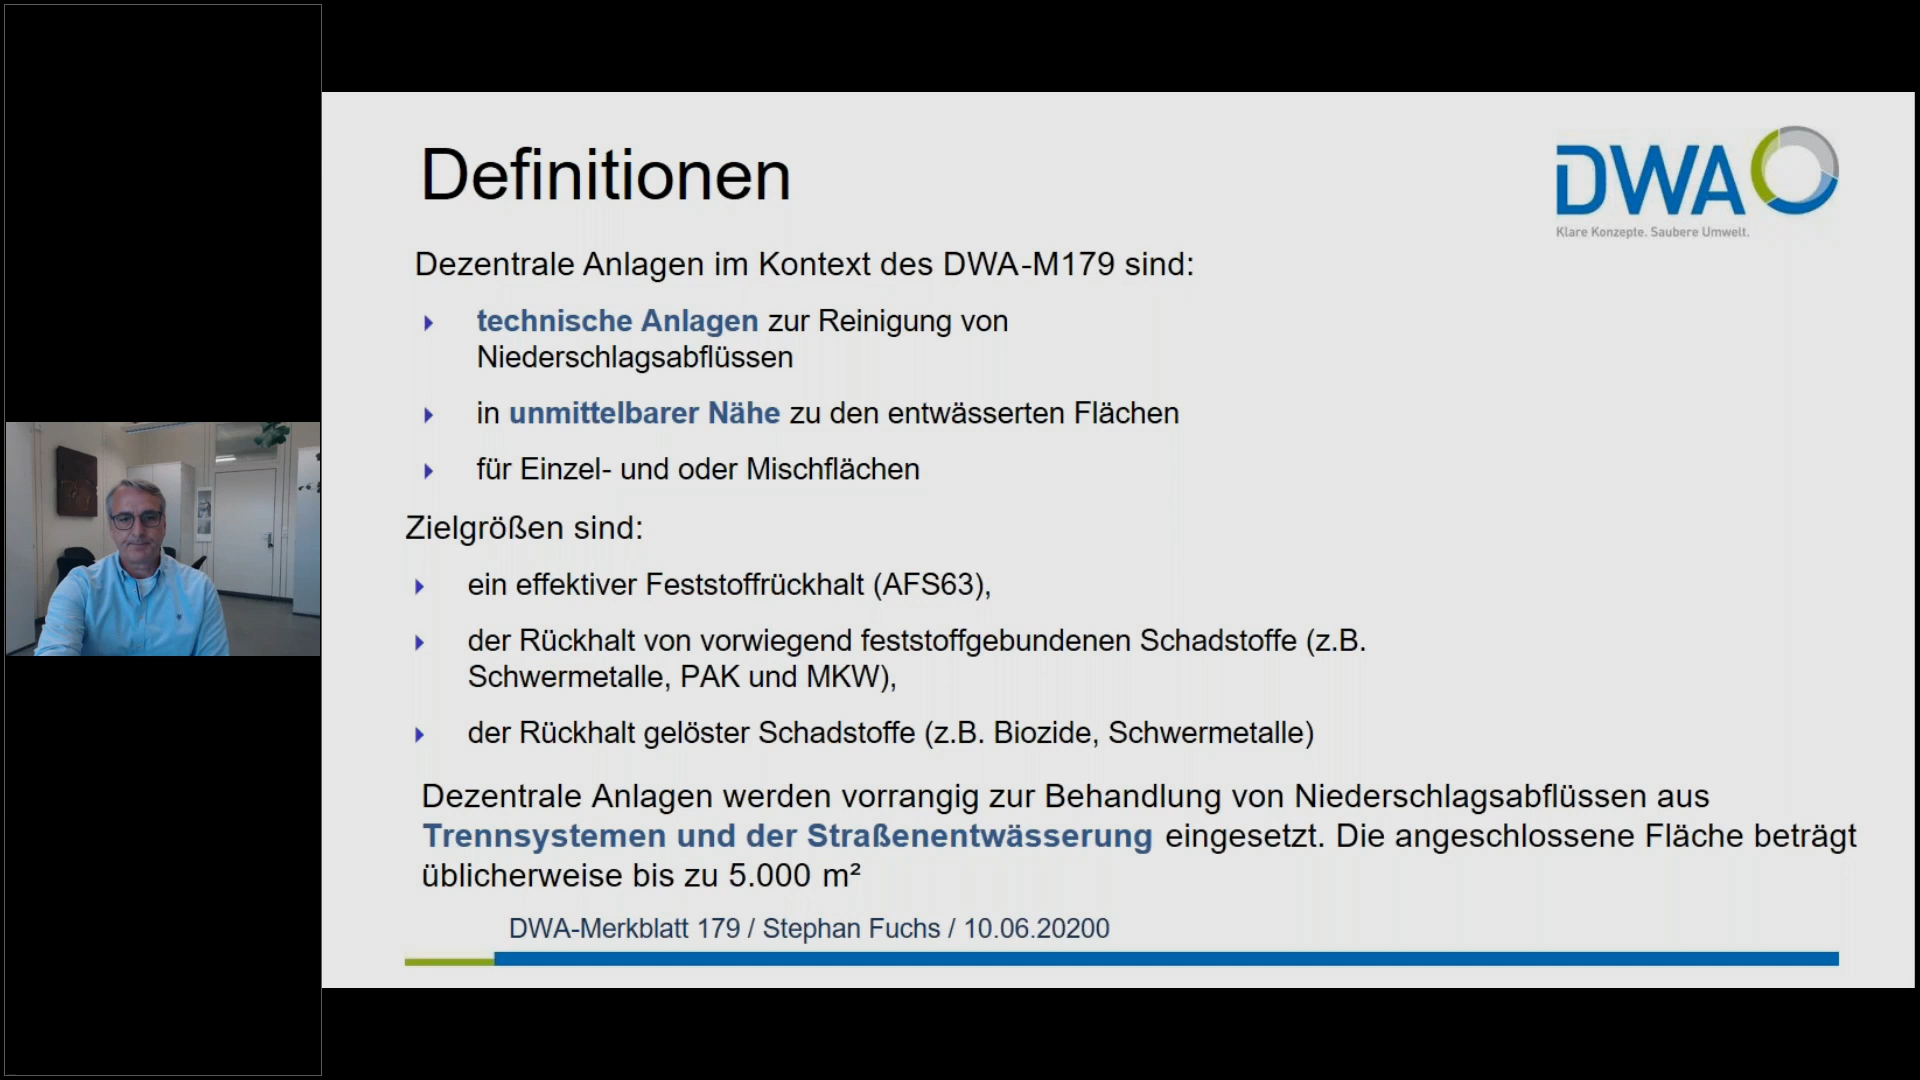 Definitionen
DWA
Klare Konzepte. Saubere Umwelt.
Dezentrale Anlagen im Kontext des DWA-M179 sind:
technische Anlagen zur Reinigung von
Niederschlagsabflüssen
in unmittelbarer Nähe zu den entwässerten Flächen
für Einzel- und oder Mischflächen
Zielgrößen sind:
ein effektiver Feststoffrückhalt (AFS63),
der Rückhalt von vorwiegend feststoffgebundenen Schadstoffe (z.B.
Schwermetalle, PAK und MKW),
der Rückhalt gelöster Schadstoffe (z.B. Biozide, Schwermetalle)
Dezentrale Anlagen werden vorrangig zur Behandlung von Niederschlagsabflüssen aus
Trennsystemen und der Straßenentwässerung eingesetzt. Die angeschlossene Fläche beträgt
üblicherweise bis zu 5.000 m²
DWA-Merkblatt 179 / Stephan Fuchs / 10.06.20200